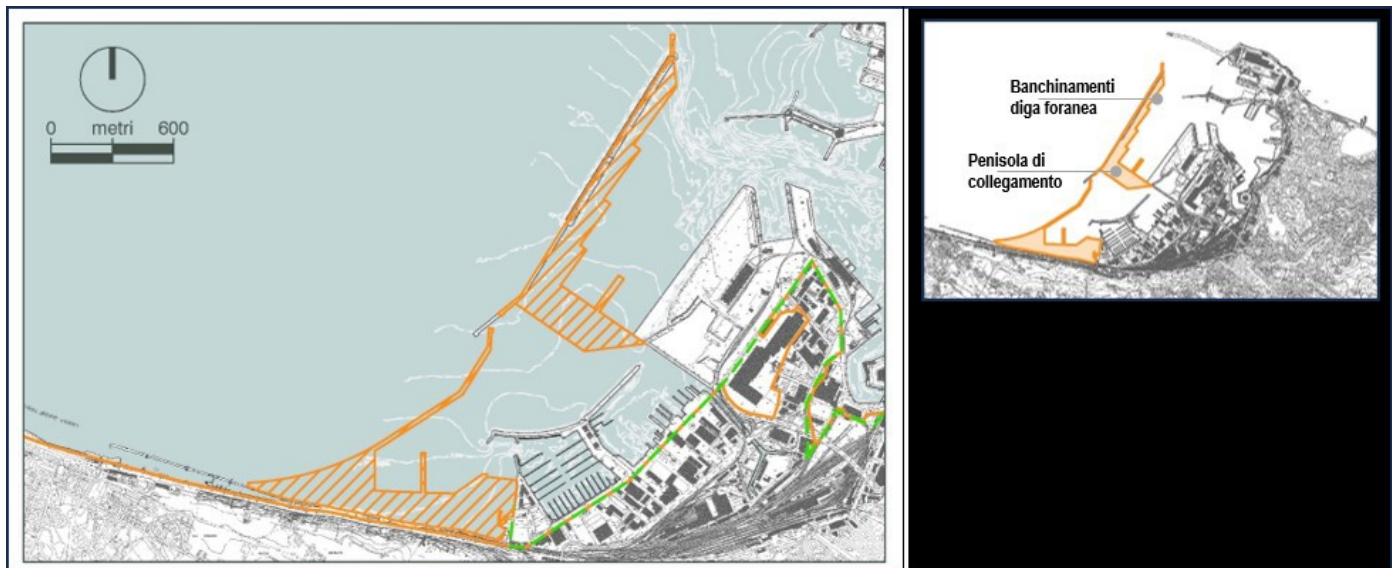 0 metri 600
Banchinamenti
diga foranea
Penisola di
collegamento